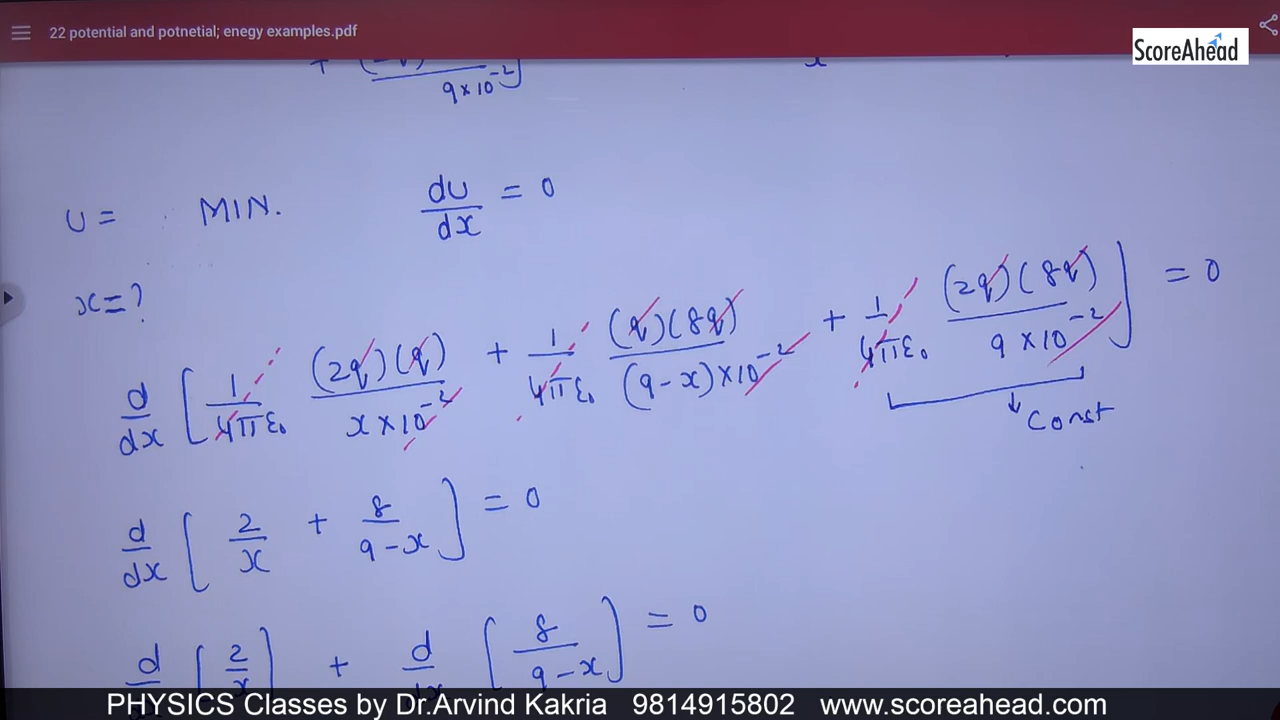 22 potential and potnetial; enegy examples.pdf
ScoreAhead
9×10⁻² ]
U = MIN. dU/dx = 0
x = ?
d/dx [ 1/4πε₀ (2q)(q)/x×10⁻² + 1/4πε₀ (q)(8q)/(9-x)×10⁻² + 1/4πε₀ (2q)(8q)/9×10⁻² ] = 0
↓ Const
d/dx [ 2/x + 8/9-x ] = 0
d/dx [ 2/x ] + d/dx [ 8/9-x ] = 0
PHYSICS Classes by Dr.Arvind Kakria 9814915802 www.scoreahead.com